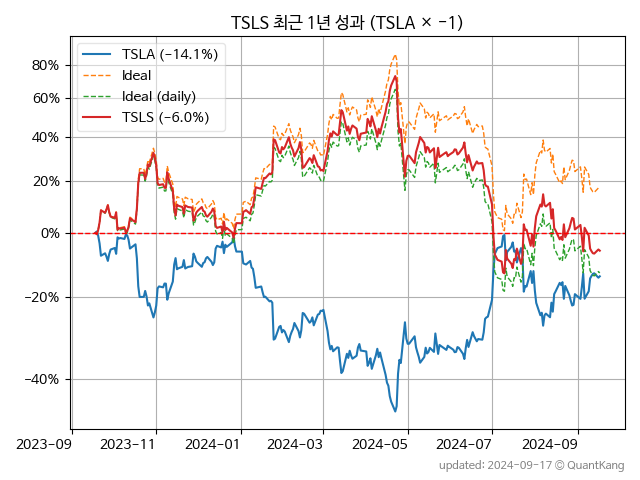 TSLS 최근 1년 성과 (TSLA × −1)
TSLA (−14.1%)
Ideal
Ideal (daily)
TSLS (−6.0%)
80%
60%
40%
20%
0%
−20%
−40%
2023-09 2023-11 2024-01 2024-03 2024-05 2024-07 2024-09
updated: 2024-09-17 © QuantKang